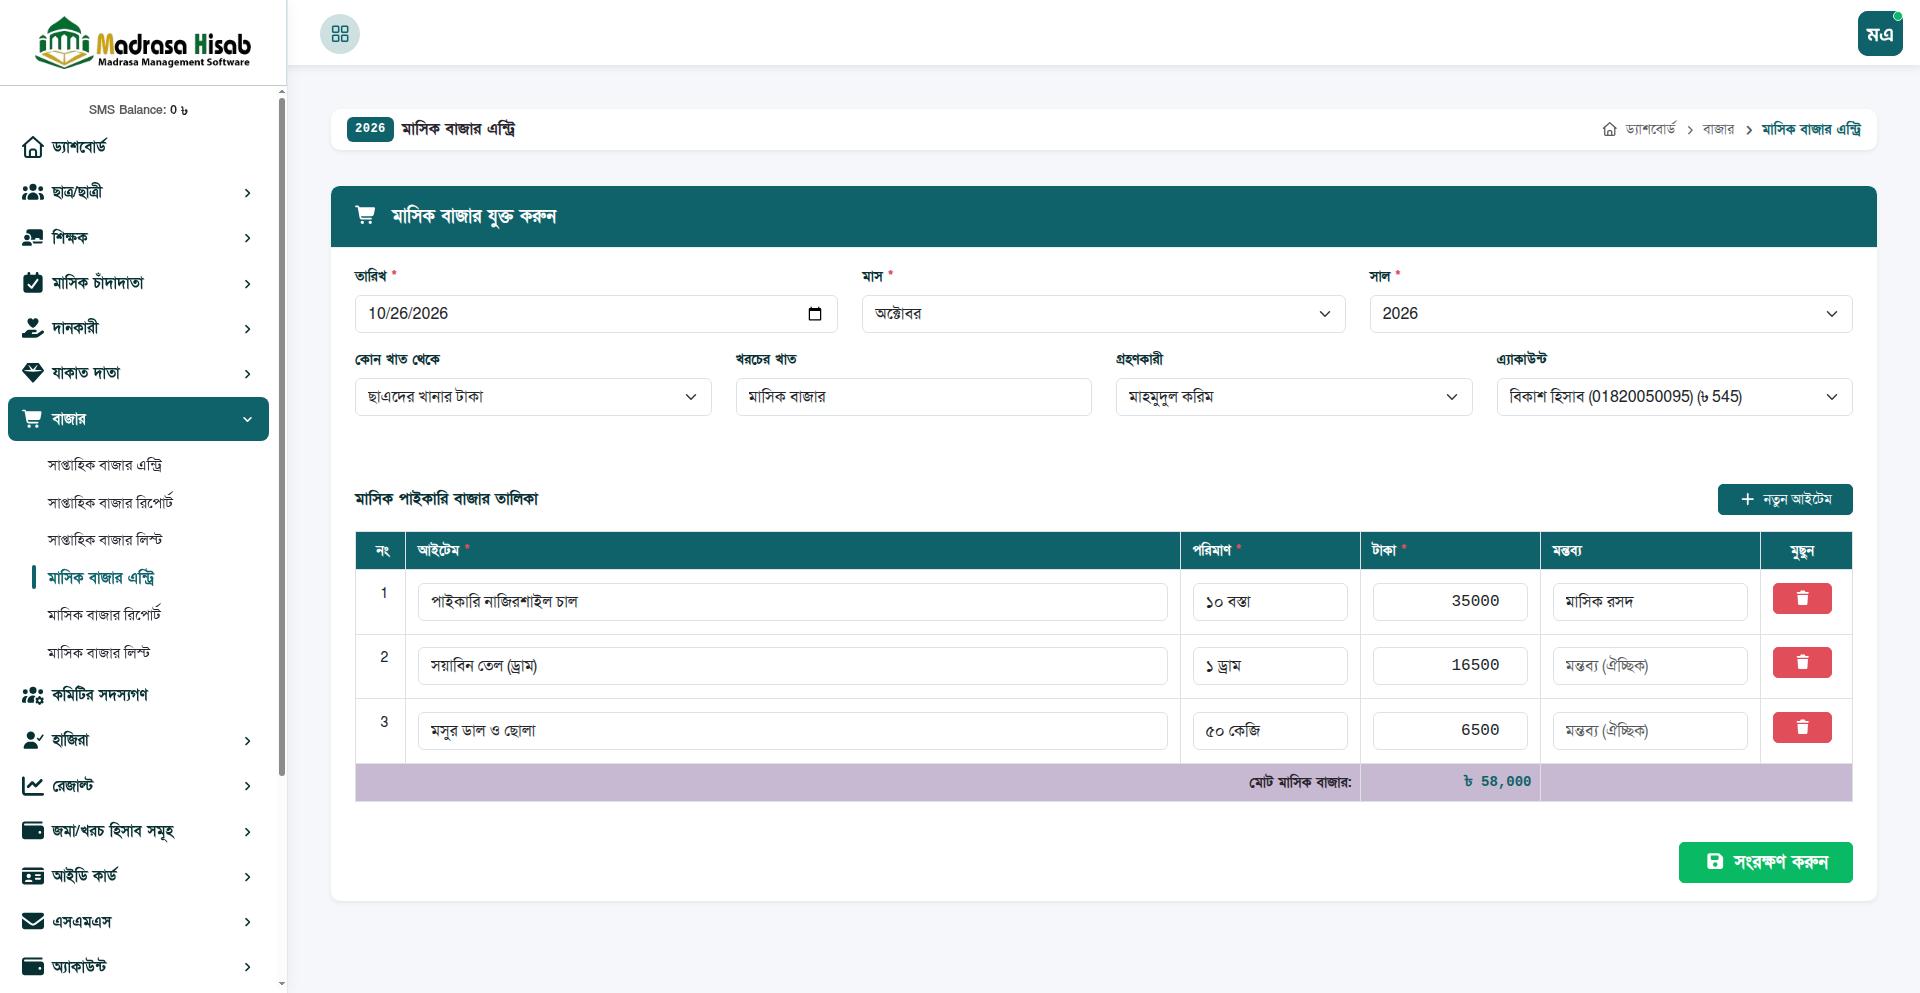 Madrasa Hisab
Madrasa Management Software
SMS Balance: 0 ৳
ড্যাশবোর্ড
ছাত্র/ছাত্রী
শিক্ষক
মাসিক চাঁদাদাতা
দানকারী
যাকাত দাতা
বাজার
সাপ্তাহিক বাজার এন্ট্রি
সাপ্তাহিক বাজার রিপোর্ট
সাপ্তাহিক বাজার লিস্ট
মাসিক বাজার এন্ট্রি
মাসিক বাজার রিপোর্ট
মাসিক বাজার লিস্ট
কমিটির সদস্যগণ
হাজিরা
রেজাল্ট
জমা/খরচ হিসাব সমূহ
আইডি কার্ড
এসএমএস
অ্যাকাউন্ট
মএ
2026 মাসিক বাজার এন্ট্রি
ড্যাশবোর্ড > বাজার > মাসিক বাজার এন্ট্রি
মাসিক বাজার যুক্ত করুন
তারিখ * মাস * সাল *
10/26/2026 অক্টোবর 2026
কোন খাত থেকে খরচের খাত গ্রহণকারী এ্যাকাউন্ট
ছাএদের খানার টাকা মাসিক বাজার মাহমুদুল করিম বিকাশ হিসাব (01820050095) (৳ 545)
মাসিক পাইকারি বাজার তালিকা + নতুন আইটেম
নং আইটেম * পরিমাণ * টাকা * মন্তব্য মুছুন
1 পাইকারি নাজিরশাইল চাল ১০ বস্তা 35000 মাসিক রসদ
2 সয়াবিন তেল (ড্রাম) ১ ড্রাম 16500 মন্তব্য (ঐচ্ছিক)
3 মসুর ডাল ও ছোলা ৫০ কেজি 6500 মন্তব্য (ঐচ্ছিক)
মোট মাসিক বাজার: ৳ 58,000
সংরক্ষণ করুন